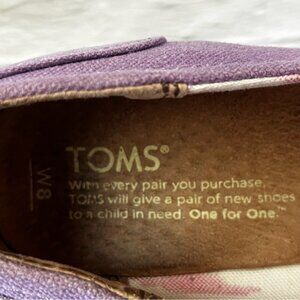 TOMS®
With every pair you purchase,
TOMS will give a pair of new shoes
to a child in need. One for One.™
W8